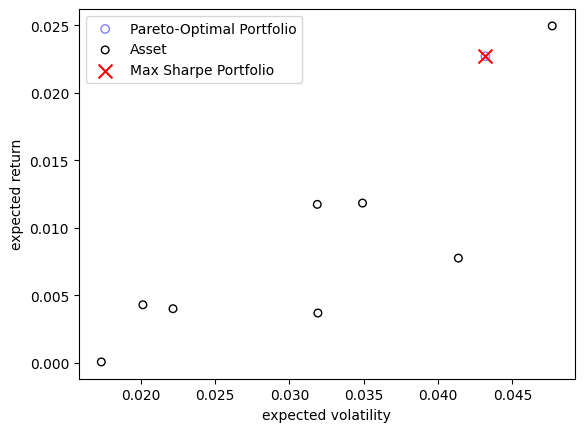 Pareto-Optimal Portfolio
Asset
Max Sharpe Portfolio
0.025
0.020
0.015
0.010
0.005
0.000
expected return
0.020 0.025 0.030 0.035 0.040 0.045
expected volatility